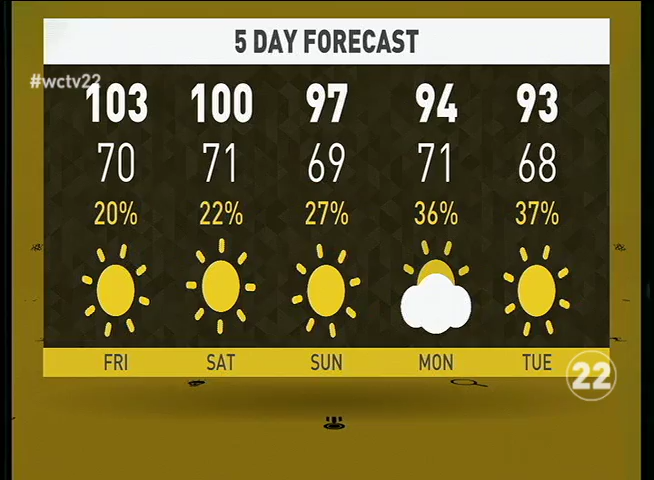 5 DAY FORECAST
#wctv22
103 100 97 94 93
70 71 69 71 68
20% 22% 27% 36% 37%
FRI SAT SUN MON TUE
22